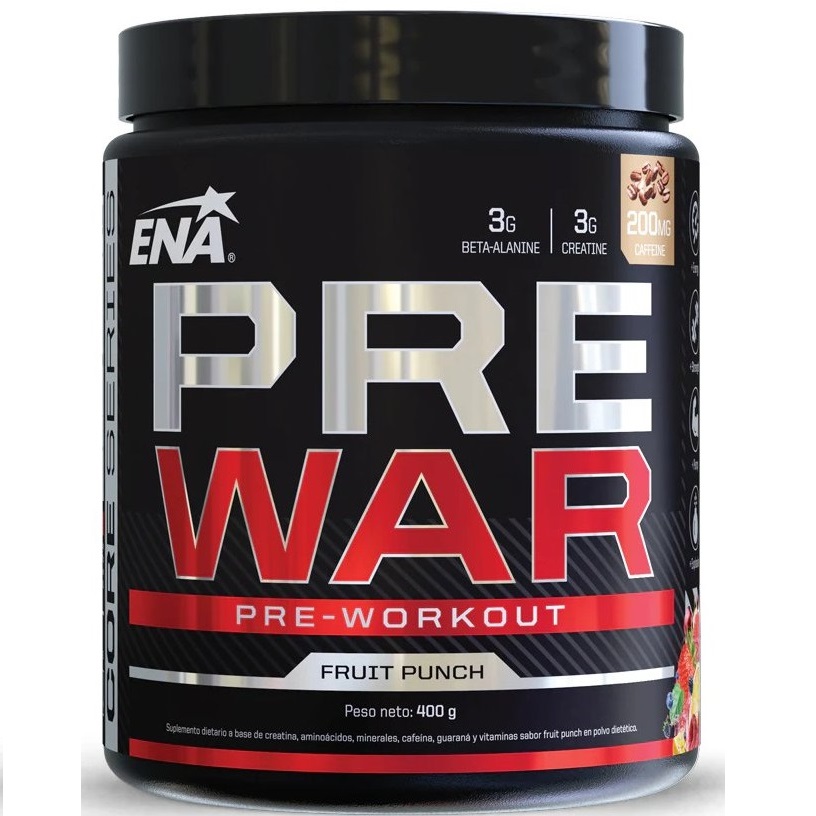 ENA®
3G
BETA-ALANINE
3G
CREATINE
200MG
CAFFEINE
PRE
WAR
PRE-WORKOUT
FRUIT PUNCH
Peso neto: 400 g
Suplemento dietario a base de creatina, aminoácidos, minerales, cafeína, guaraná y vitaminas sabor fruit punch en polvo dietético.
CORE SERIES